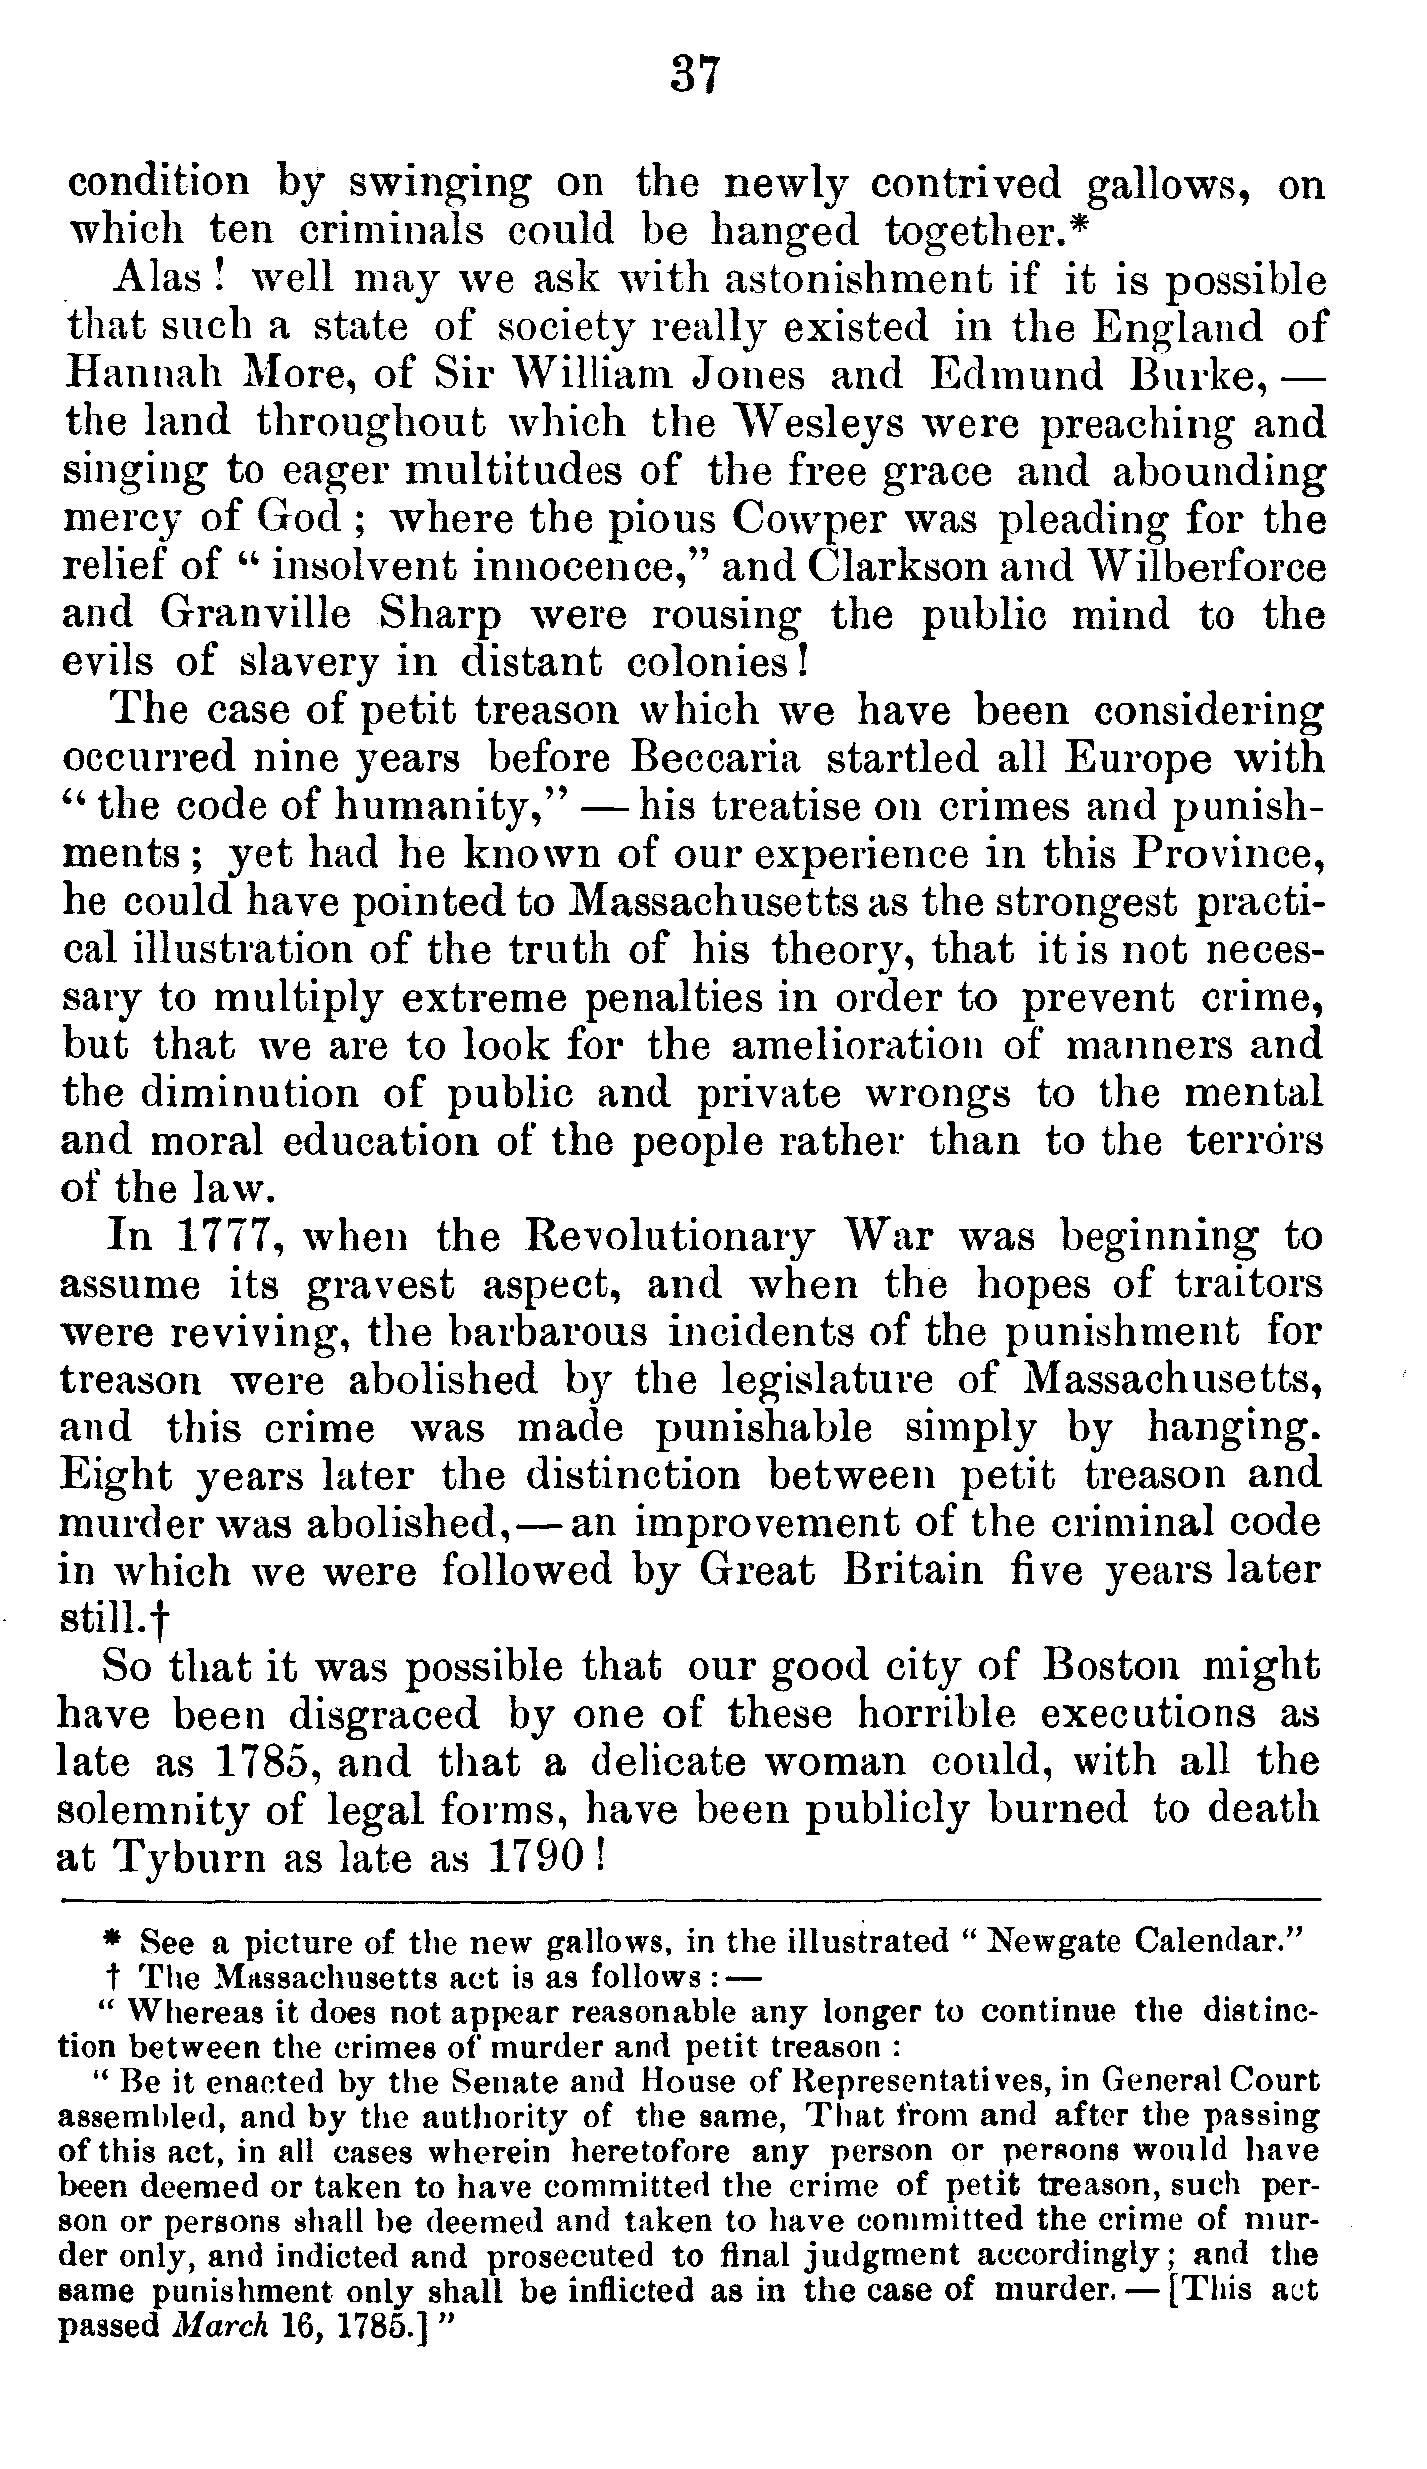 37
condition by swinging on the newly contrived gallows, on
which ten criminals could be hanged together.*
Alas ! well may we ask with astonishment if it is possible
that such a state of society really existed in the England of
Hannah More, of Sir William Jones and Edmund Burke, —
the land throughout which the Wesleys were preaching and
singing to eager multitudes of the free grace and abounding
mercy of God ; where the pious Cowper was pleading for the
relief of “ insolvent innocence,” and Clarkson and Wilberforce
and Granville Sharp were rousing the public mind to the
evils of slavery in distant colonies !
The case of petit treason which we have been considering
occurred nine years before Beccaria startled all Europe with
“ the code of humanity,” — his treatise on crimes and punish-
ments ; yet had he known of our experience in this Province,
he could have pointed to Massachusetts as the strongest practi-
cal illustration of the truth of his theory, that it is not neces-
sary to multiply extreme penalties in order to prevent crime,
but that we are to look for the amelioration of manners and
the diminution of public and private wrongs to the mental
and moral education of the people rather than to the terrors
of the law.
In 1777, when the Revolutionary War was beginning to
assume its gravest aspect, and when the hopes of traitors
were reviving, the barbarous incidents of the punishment for
treason were abolished by the legislature of Massachusetts,
and this crime was made punishable simply by hanging.
Eight years later the distinction between petit treason and
murder was abolished,— an improvement of the criminal code
in which we were followed by Great Britain five years later
still.†
So that it was possible that our good city of Boston might
have been disgraced by one of these horrible executions as
late as 1785, and that a delicate woman could, with all the
solemnity of legal forms, have been publicly burned to death
at Tyburn as late as 1790 !
* See a picture of the new gallows, in the illustrated “ Newgate Calendar.”
† The Massachusetts act is as follows : —
“ Whereas it does not appear reasonable any longer to continue the distinc-
tion between the crimes of murder and petit treason :
“ Be it enacted by the Senate and House of Representatives, in General Court
assembled, and by the authority of the same, That from and after the passing
of this act, in all cases wherein heretofore any person or persons would have
been deemed or taken to have committed the crime of petit treason, such per-
son or persons shall be deemed and taken to have committed the crime of mur-
der only, and indicted and prosecuted to final judgment accordingly ; and the
same punishment only shall be inflicted as in the case of murder. — [This act
passed March 16, 1785.] ”